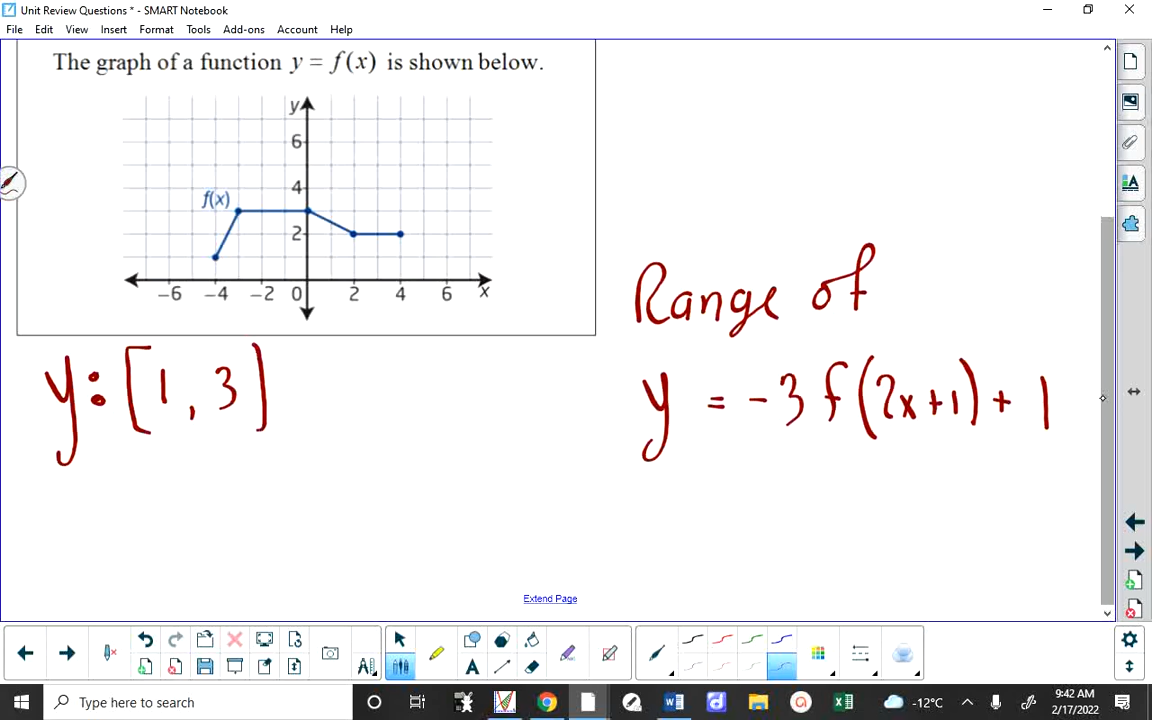 Unit Review Questions * - SMART Notebook
File Edit View Insert Format Tools Add-ons Account Help
The graph of a function y = f(x) is shown below.
y
6
4
f(x)
2
-6 -4 -2 0 2 4 6 x
Range of
y: [1, 3]
y = -3 f(2x+1) + 1
Extend Page
Type here to search
-12°C
9:42 AM
2/17/2022